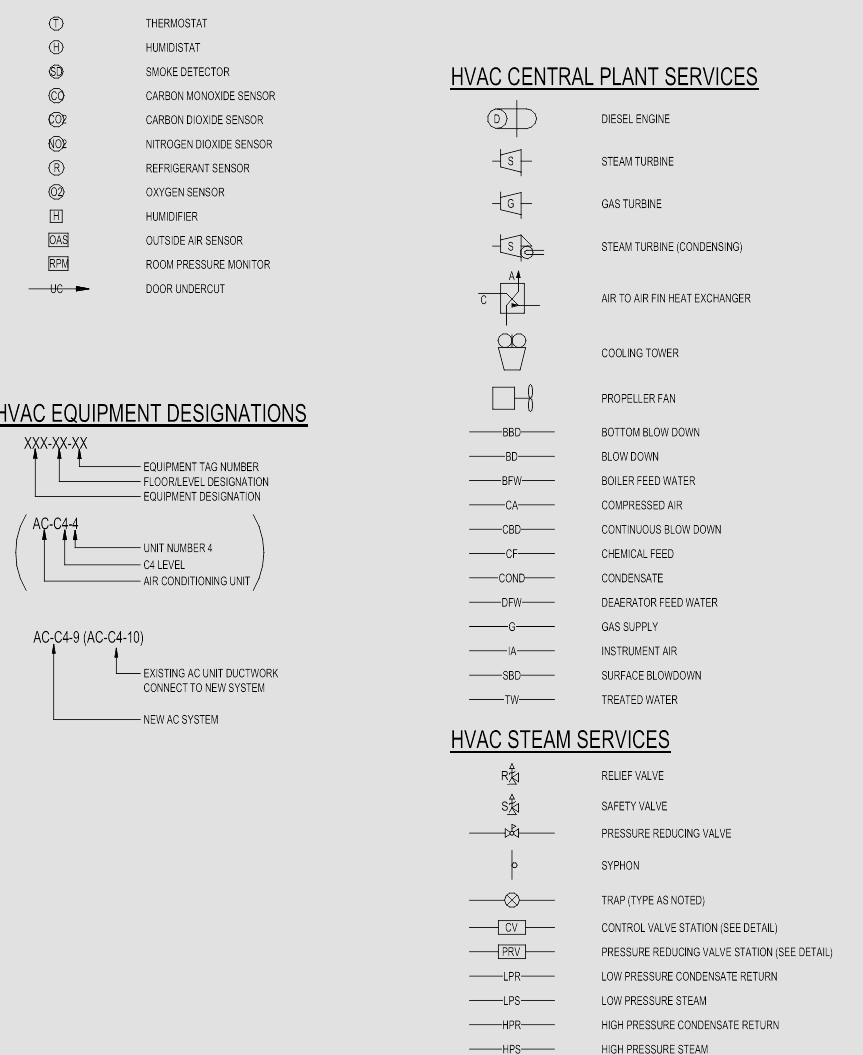 T THERMOSTAT
H HUMIDISTAT
SD SMOKE DETECTOR
CO CARBON MONOXIDE SENSOR
CO2 CARBON DIOXIDE SENSOR
NO2 NITROGEN DIOXIDE SENSOR
R REFRIGERANT SENSOR
O2 OXYGEN SENSOR
H HUMIDIFIER
OAS OUTSIDE AIR SENSOR
RPM ROOM PRESSURE MONITOR
UC DOOR UNDERCUT
HVAC EQUIPMENT DESIGNATIONS
XXX-XX-XX
EQUIPMENT TAG NUMBER
FLOOR/LEVEL DESIGNATION
EQUIPMENT DESIGNATION
AC-C4-4
UNIT NUMBER 4
C4 LEVEL
AIR CONDITIONING UNIT
AC-C4-9 (AC-C4-10)
EXISTING AC UNIT DUCTWORK
CONNECT TO NEW SYSTEM
NEW AC SYSTEM
HVAC CENTRAL PLANT SERVICES
D DIESEL ENGINE
S STEAM TURBINE
G GAS TURBINE
S STEAM TURBINE (CONDENSING)
A
C AIR TO AIR FIN HEAT EXCHANGER
COOLING TOWER
PROPELLER FAN
BBD BOTTOM BLOW DOWN
BD BLOW DOWN
BFW BOILER FEED WATER
CA COMPRESSED AIR
CBD CONTINUOUS BLOW DOWN
CF CHEMICAL FEED
COND CONDENSATE
DFW DEAERATOR FEED WATER
G GAS SUPPLY
IA INSTRUMENT AIR
SBD SURFACE BLOWDOWN
TW TREATED WATER
HVAC STEAM SERVICES
R RELIEF VALVE
S SAFETY VALVE
PRESSURE REDUCING VALVE
SYPHON
TRAP (TYPE AS NOTED)
CV CONTROL VALVE STATION (SEE DETAIL)
PRV PRESSURE REDUCING VALVE STATION (SEE DETAIL)
LPR LOW PRESSURE CONDENSATE RETURN
LPS LOW PRESSURE STEAM
HPR HIGH PRESSURE CONDENSATE RETURN
HPS HIGH PRESSURE STEAM